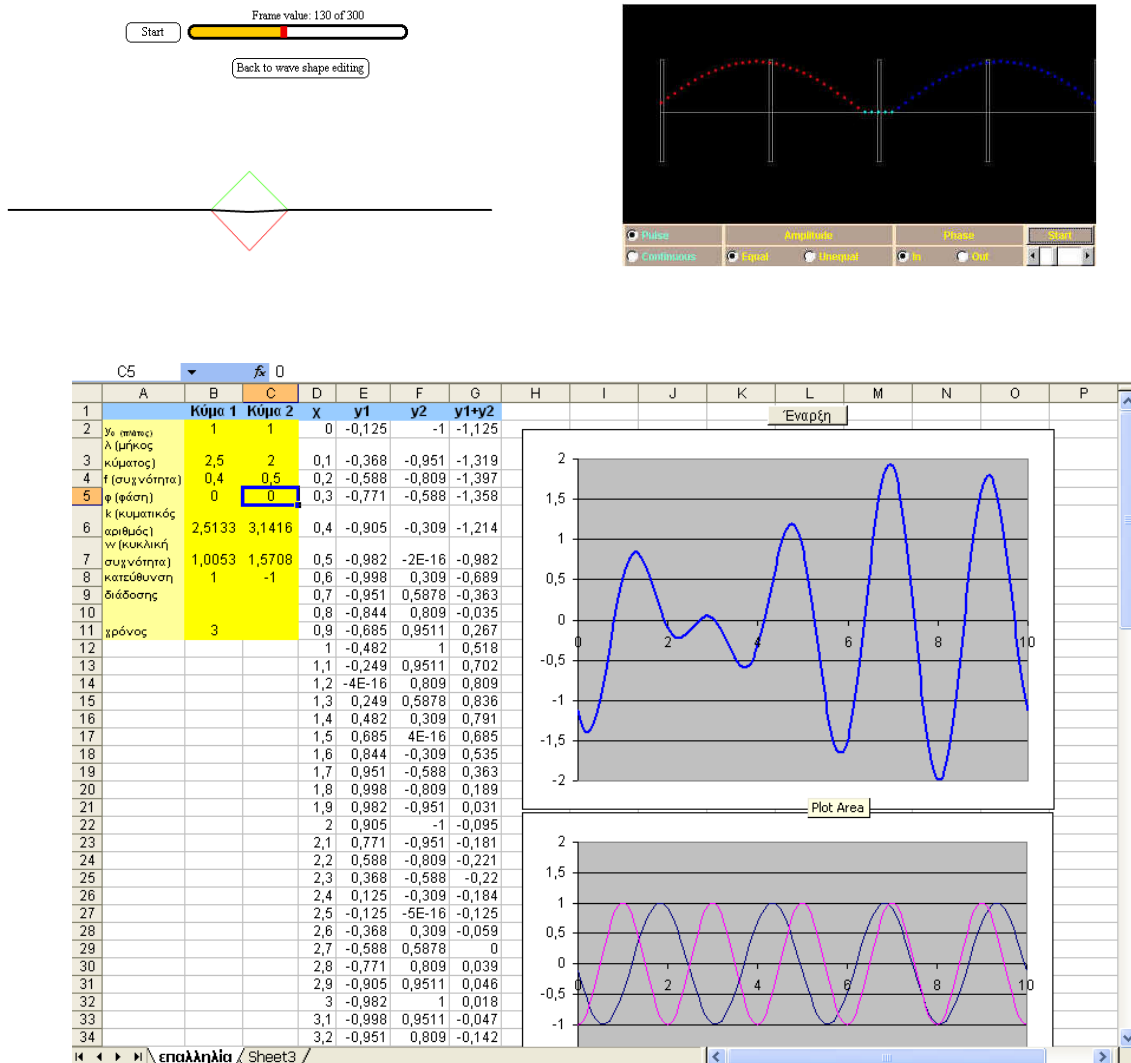 Frame value: 130 of 300
Start
Back to wave shape editing
Pulse Amplitude Phase Start
Continuous Equal Unequal In Out
C5 fx 0
A B C D E F G H I J K L M N O P
1 Κύμα 1 Κύμα 2 χ y1 y2 y1+y2 Έναρξη
2 y₀ (πλάτος) 1 1 0 -0,125 -1 -1,125
λ (μήκος
3 κύματος) 2,5 2 0,1 -0,368 -0,951 -1,319
4 f (συχνότητα) 0,4 0,5 0,2 -0,588 -0,809 -1,397
5 φ (φάση) 0 0 0,3 -0,771 -0,588 -1,358
k (κυματικός
6 αριθμός) 2,5133 3,1416 0,4 -0,905 -0,309 -1,214
w (κυκλική
7 συχνότητα) 1,0053 1,5708 0,5 -0,982 -2E-16 -0,982
8 κατεύθυνση 1 -1 0,6 -0,998 0,309 -0,689
9 διάδοσης 0,7 -0,951 0,5878 -0,363
10 0,8 -0,844 0,809 -0,035
11 χρόνος 3 0,9 -0,685 0,9511 0,267
12 1 -0,482 1 0,518
13 1,1 -0,249 0,9511 0,702
14 1,2 -4E-16 0,809 0,809
15 1,3 0,249 0,5878 0,836
16 1,4 0,482 0,309 0,791
17 1,5 0,685 4E-16 0,685
18 1,6 0,844 -0,309 0,535
19 1,7 0,951 -0,588 0,363
20 1,8 0,998 -0,809 0,189
21 1,9 0,982 -0,951 0,031
22 2 0,905 -1 -0,095
23 2,1 0,771 -0,951 -0,181
24 2,2 0,588 -0,809 -0,221
25 2,3 0,368 -0,588 -0,22
26 2,4 0,125 -0,309 -0,184
27 2,5 -0,125 -5E-16 -0,125
28 2,6 -0,368 0,309 -0,059
29 2,7 -0,588 0,5878 0
30 2,8 -0,771 0,809 0,039
31 2,9 -0,905 0,9511 0,046
32 3 -0,982 1 0,018
33 3,1 -0,998 0,9511 -0,047
34 3,2 -0,951 0,809 -0,142
2
1,5
1
0,5
0
0 2 4 6 8 10
-0,5
-1
-1,5
-2
Plot Area
2
1,5
1
0,5
0
0 2 4 6 8 10
-0,5
-1
επαλληλία Sheet3